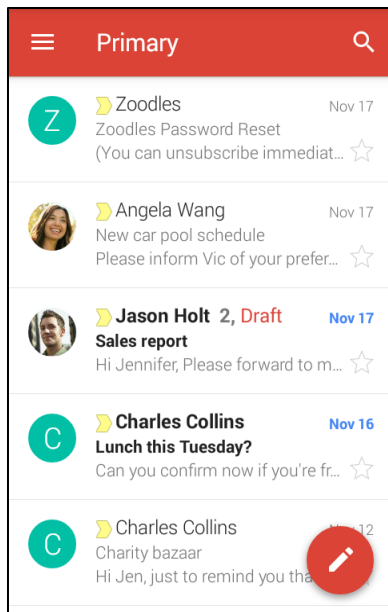 Primary
Z
Zoodles Nov 17
Zoodles Password Reset
(You can unsubscribe immediat...
Angela Wang Nov 17
New car pool schedule
Please inform Vic of your prefer...
Jason Holt 2, Draft Nov 17
Sales report
Hi Jennifer, Please forward to m...
C
Charles Collins Nov 16
Lunch this Tuesday?
Can you confirm now if you're fr...
C
Charles Collins 12
Charity bazaar
Hi Jen, just to remind you